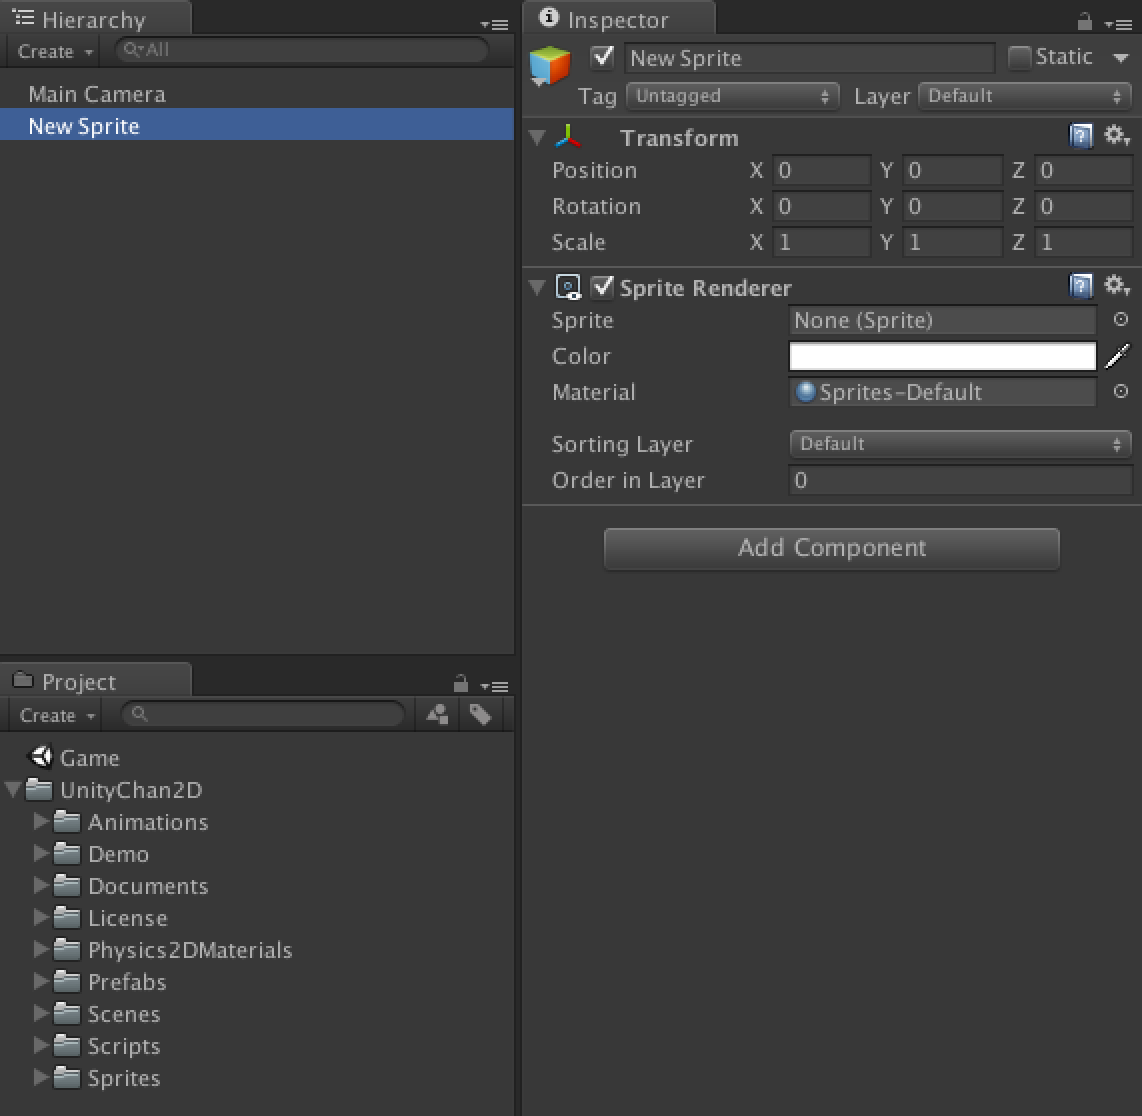 Hierarchy
Create
All
Main Camera
New Sprite
Project
Create
Game
UnityChan2D
Animations
Demo
Documents
License
Physics2DMaterials
Prefabs
Scenes
Scripts
Sprites
Inspector
New Sprite Static
Tag Untagged Layer Default
Transform
Position X 0 Y 0 Z 0
Rotation X 0 Y 0 Z 0
Scale X 1 Y 1 Z 1
Sprite Renderer
Sprite None (Sprite)
Color
Material Sprites-Default
Sorting Layer Default
Order in Layer 0
Add Component